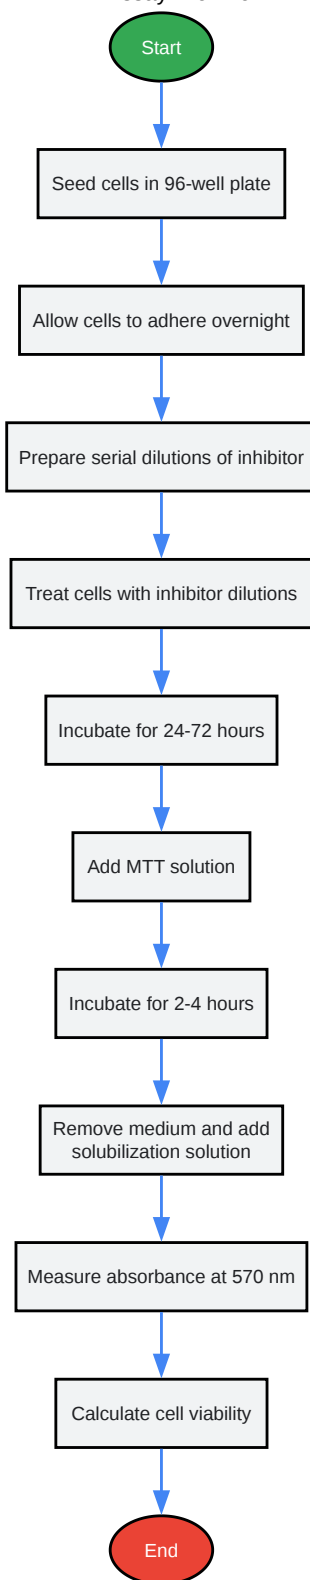 Start
Seed cells in 96-well plate
Allow cells to adhere overnight
Prepare serial dilutions of inhibitor
Treat cells with inhibitor dilutions
Incubate for 24-72 hours
Add MTT solution
Incubate for 2-4 hours
Remove medium and add
solubilization solution
Measure absorbance at 570 nm
Calculate cell viability
End